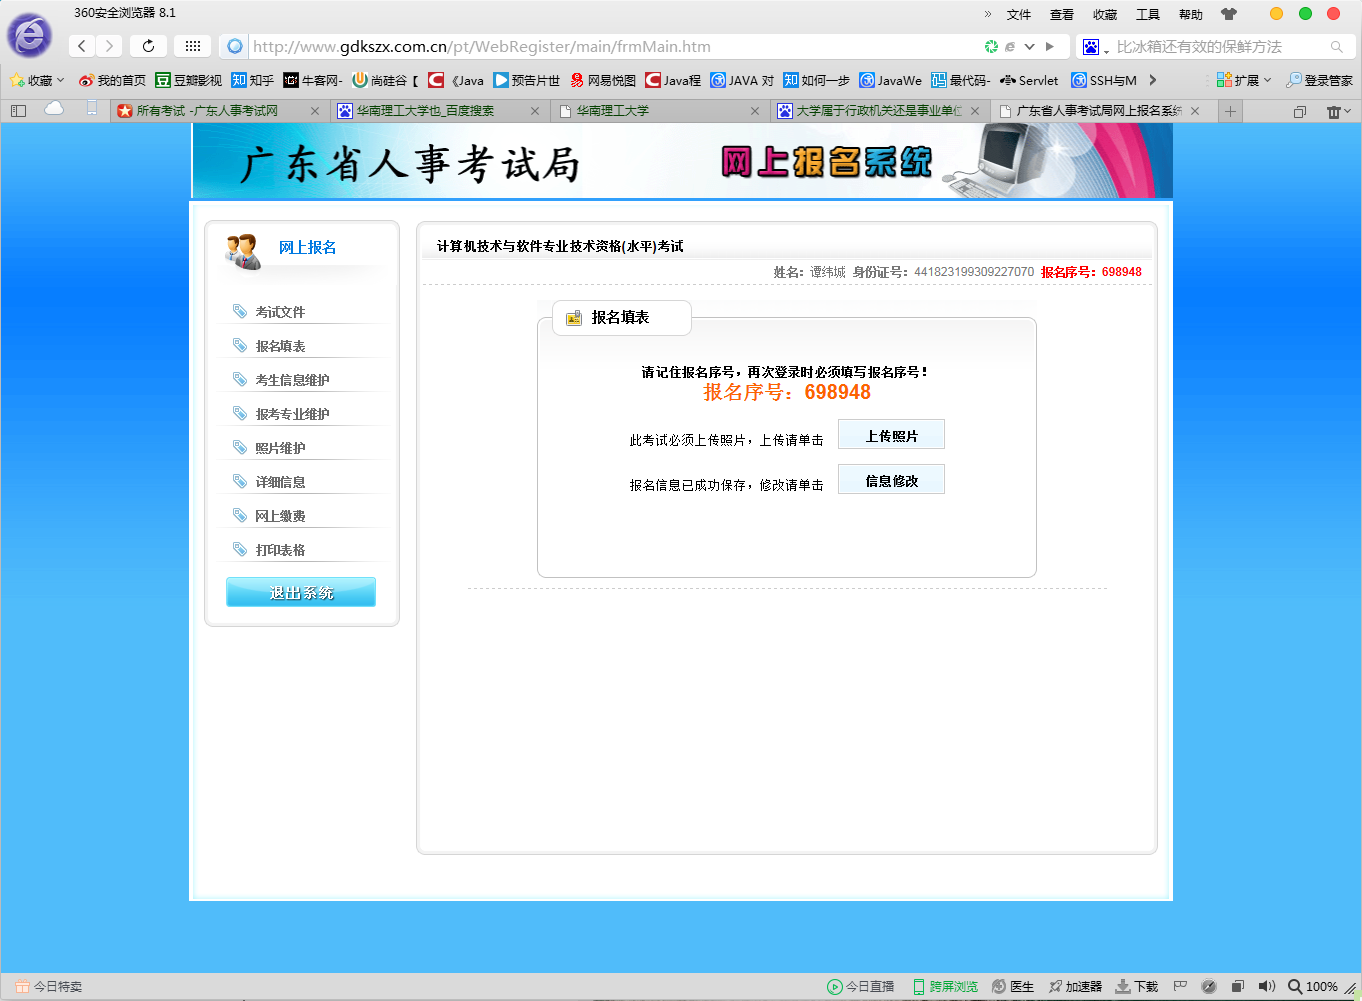 360安全浏览器 8.1
» 文件 查看 收藏 工具 帮助
http://www.gdkszx.com.cn/pt/WebRegister/main/frmMain.htm
比冰箱还有效的保鲜方法
收藏 我的首页 豆瓣影视 知乎 牛客网- 尚硅谷【 《Java 预告片世 网易悦图 Java程 JAVA 对 如何一步 JavaWe 最代码- Servlet SSH与M 扩展 登录管家
所有考试 -广东人事考试网 华南理工大学也_百度搜索 华南理工大学 大学属于行政机关还是事业单位 广东省人事考试局网上报名系统
广东省人事考试局 网上报名系统
网上报名
考试文件
报名填表
考生信息维护
报考专业维护
照片维护
详细信息
网上缴费
打印表格
退出系统
计算机技术与软件专业技术资格(水平)考试
姓名：谭纬城 身份证号：441823199309227070 报名序号：698948
报名填表
请记住报名序号，再次登录时必须填写报名序号！
报名序号：698948
此考试必须上传照片，上传请单击 上传照片
报名信息已成功保存，修改请单击 信息修改
今日特卖 今日直播 跨屏浏览 医生 加速器 下载 100%